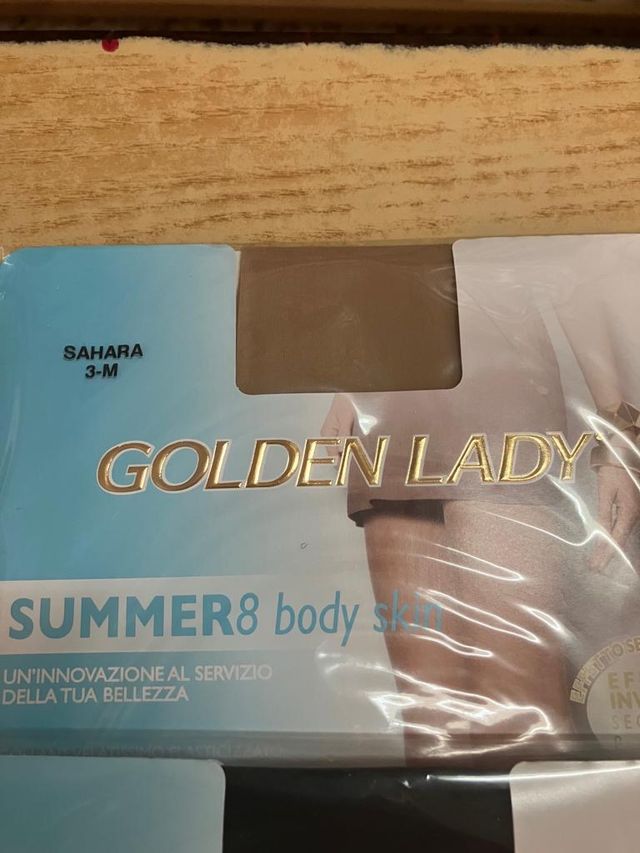 SAHARA
3-M
GOLDEN LADY
SUMMER8 body skin
UN'INNOVAZIONE AL SERVIZIO
DELLA TUA BELLEZZA